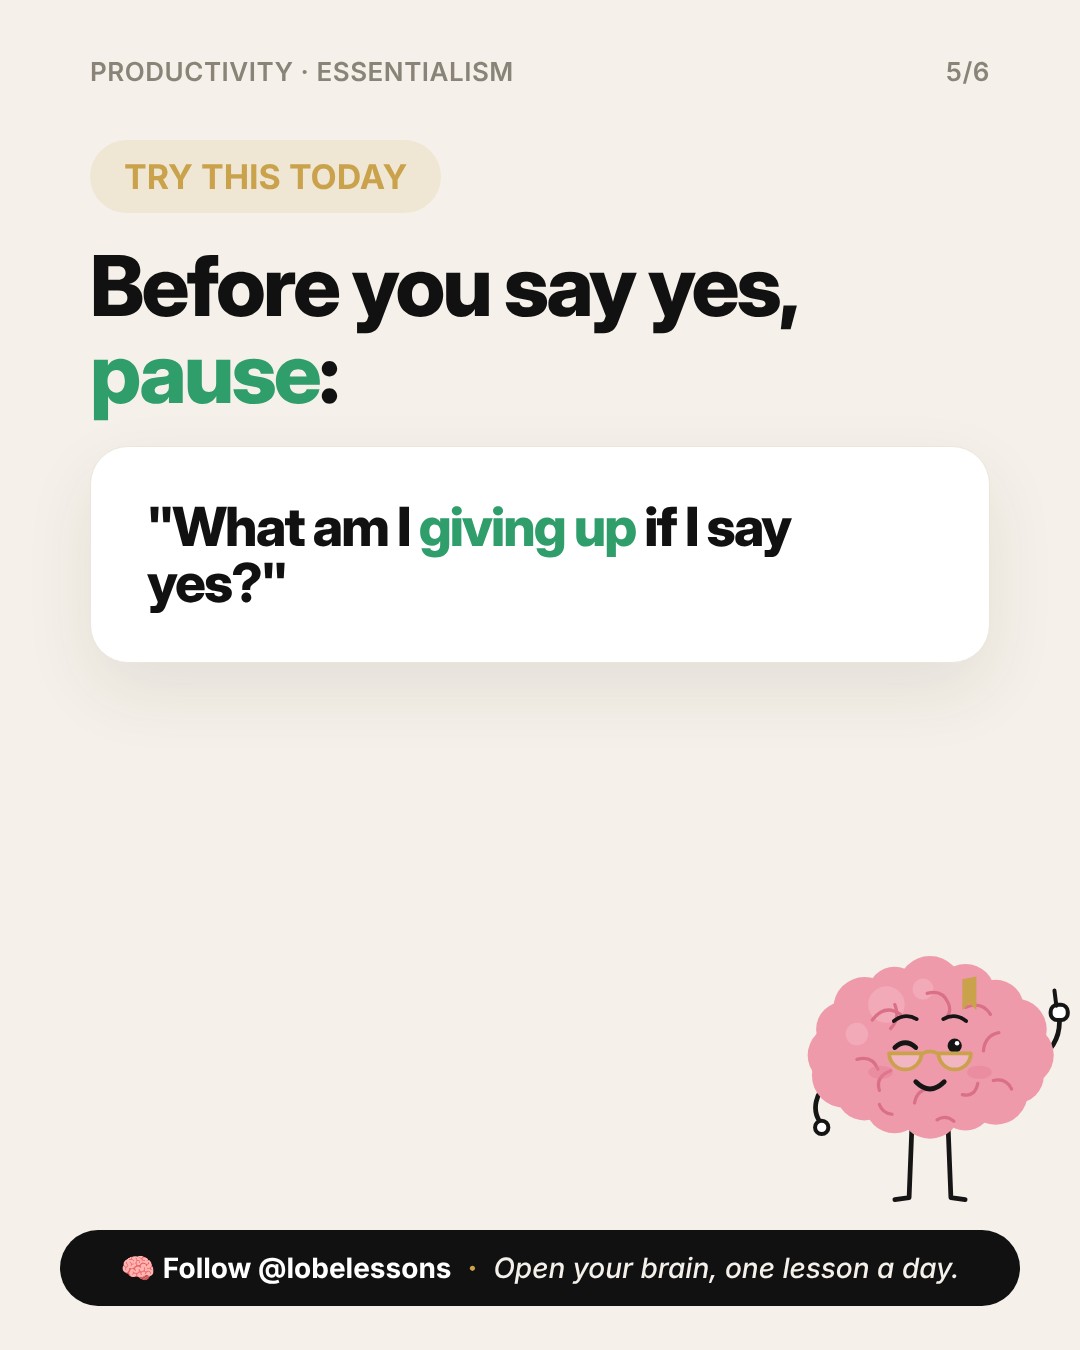 PRODUCTIVITY · ESSENTIALISM
5/6
TRY THIS TODAY
Before you say yes,
pause:
"What am I giving up if I say
yes?"
🧠 Follow @lobelessons · Open your brain, one lesson a day.